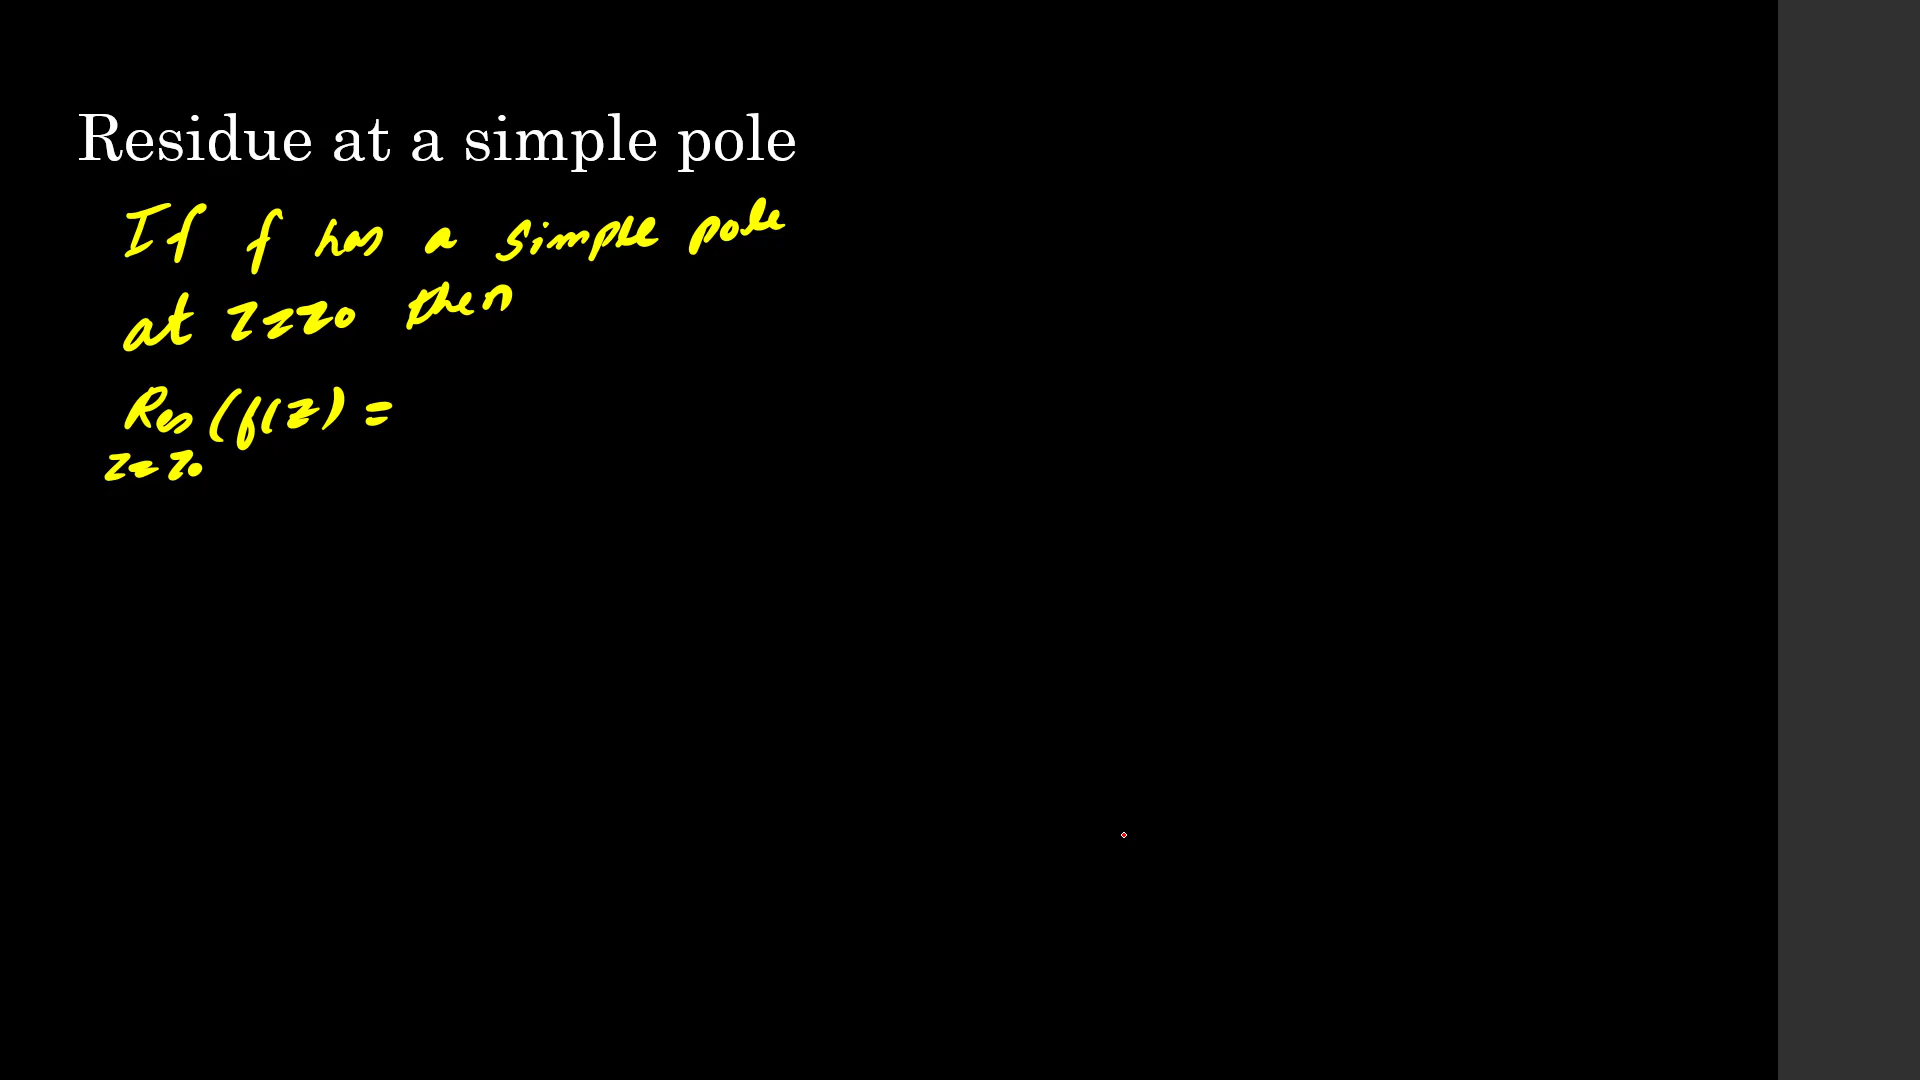 Residue at a simple pole
If f has a simple pole
at z=z0 then
Res (f(z) =
z=z0